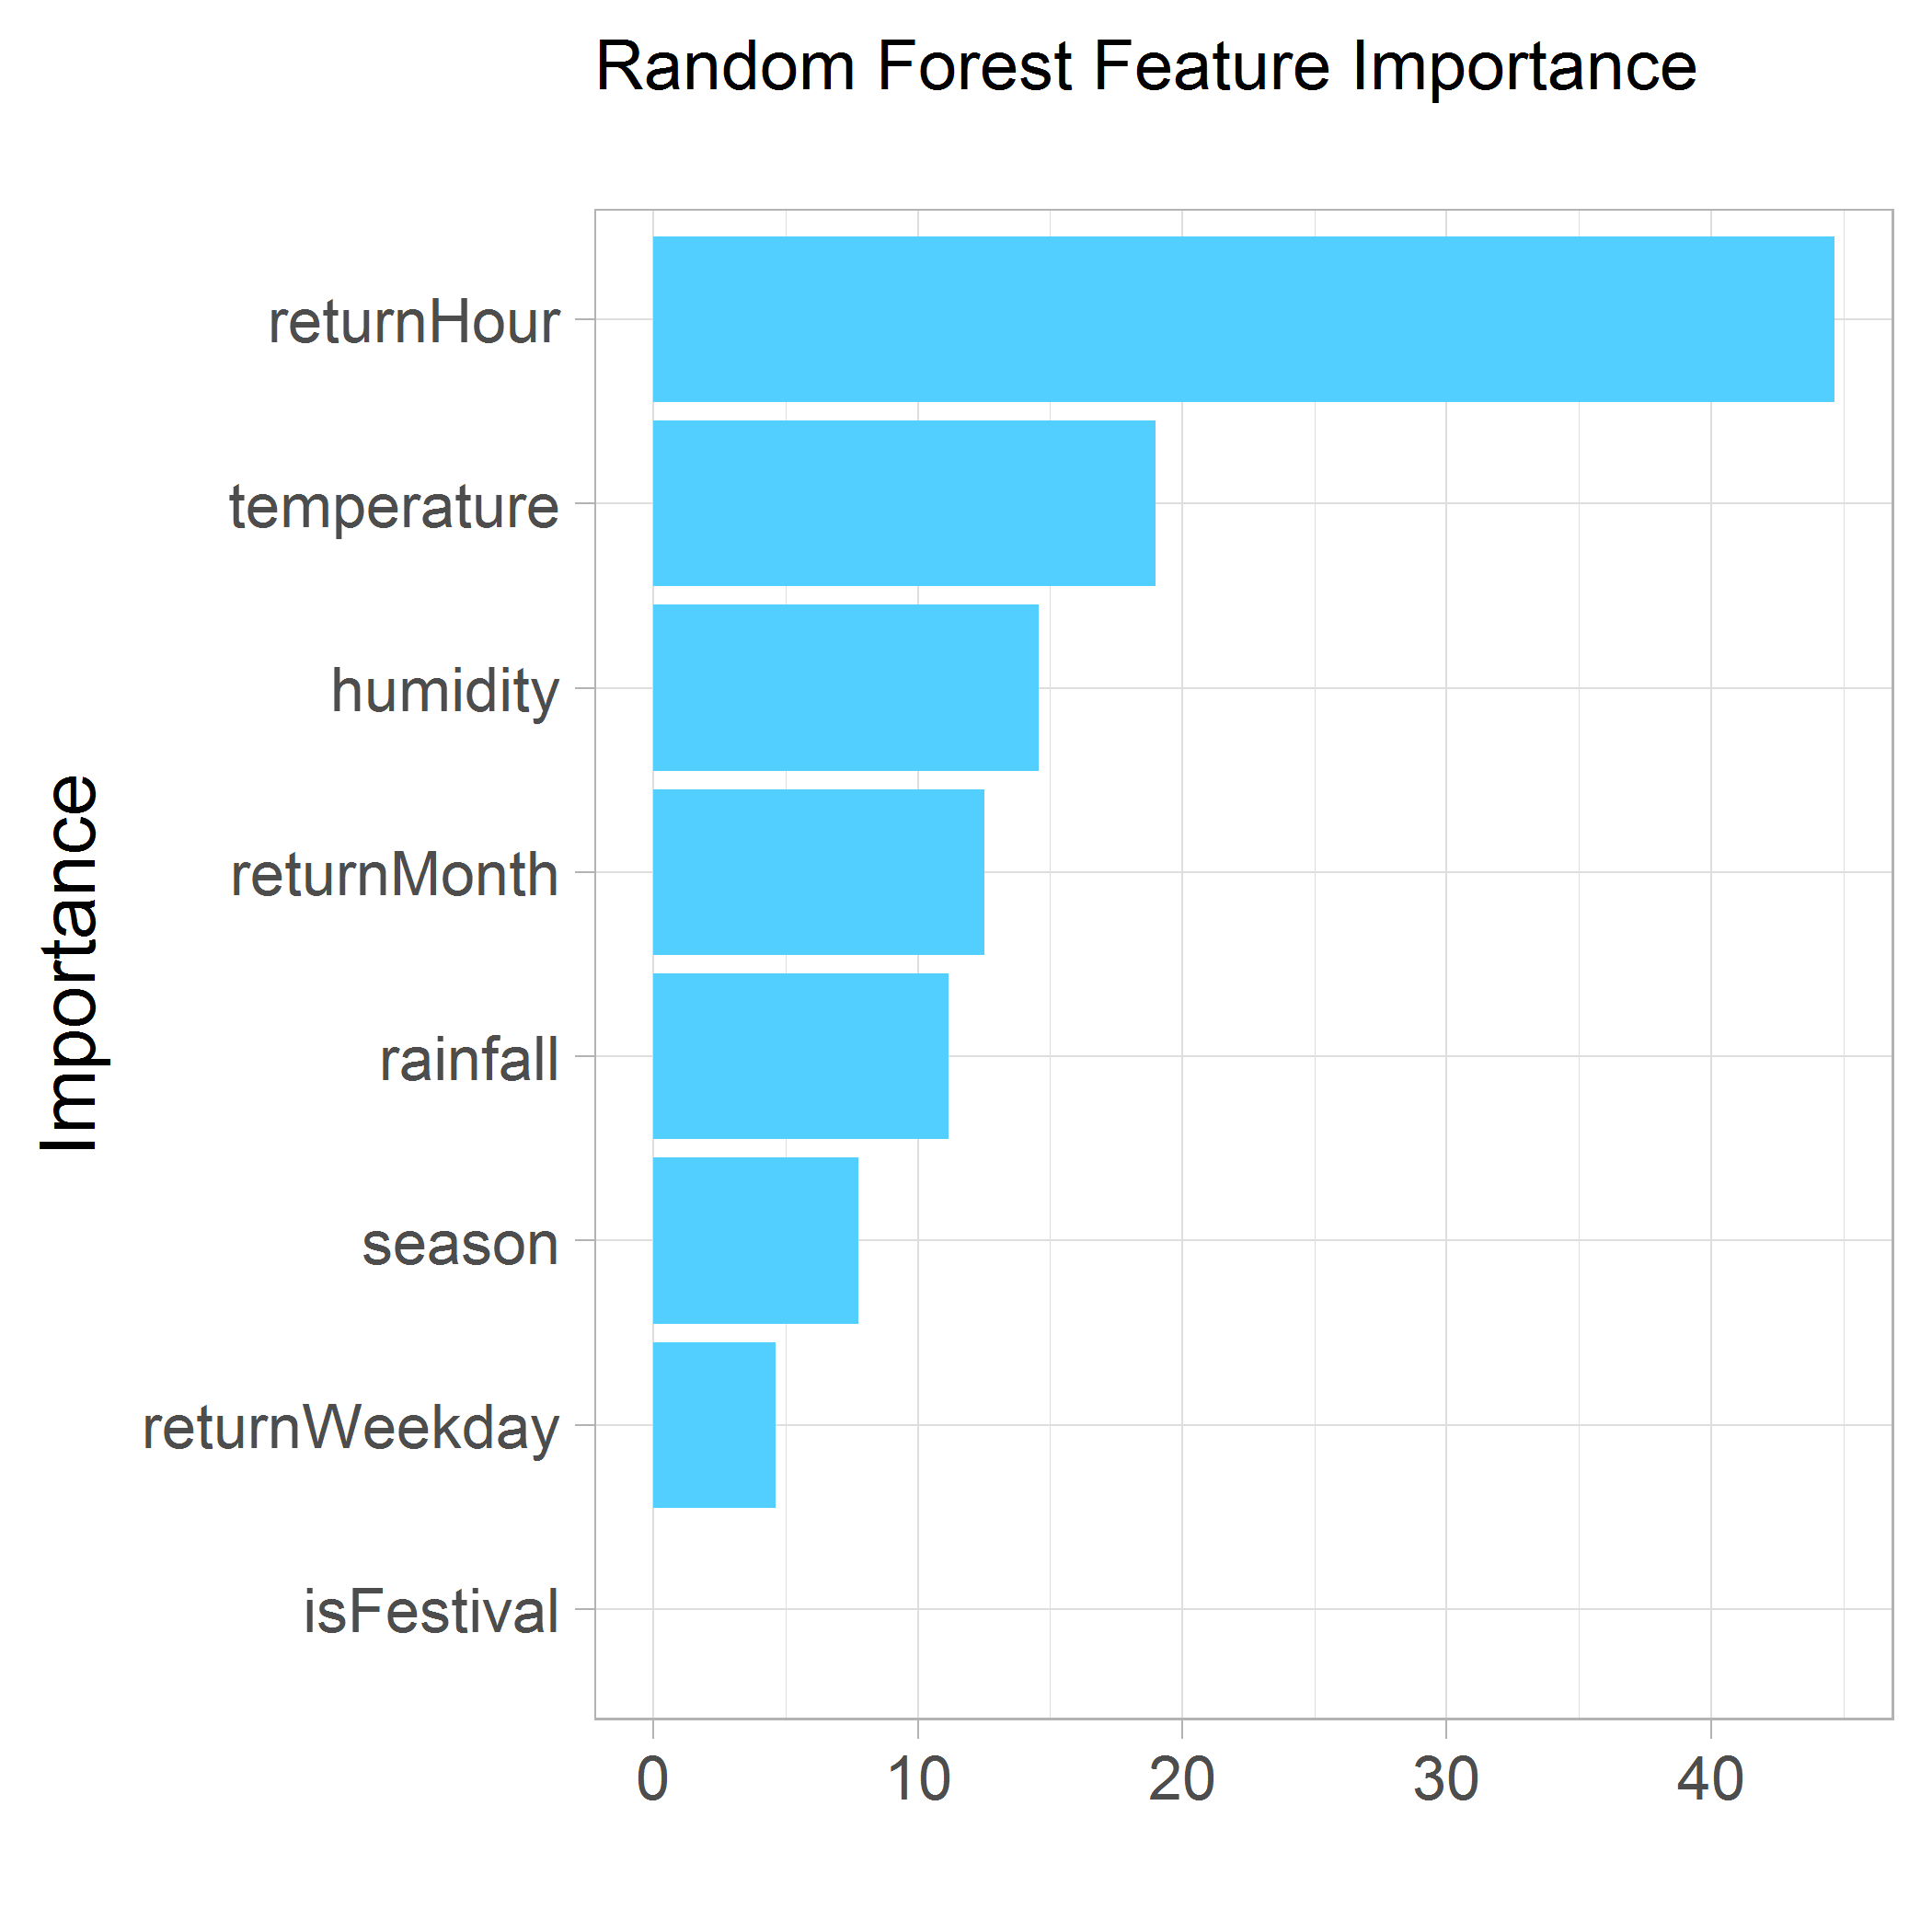 Random Forest Feature Importance
Importance
returnHour
temperature
humidity
returnMonth
rainfall
season
returnWeekday
isFestival
0 10 20 30 40